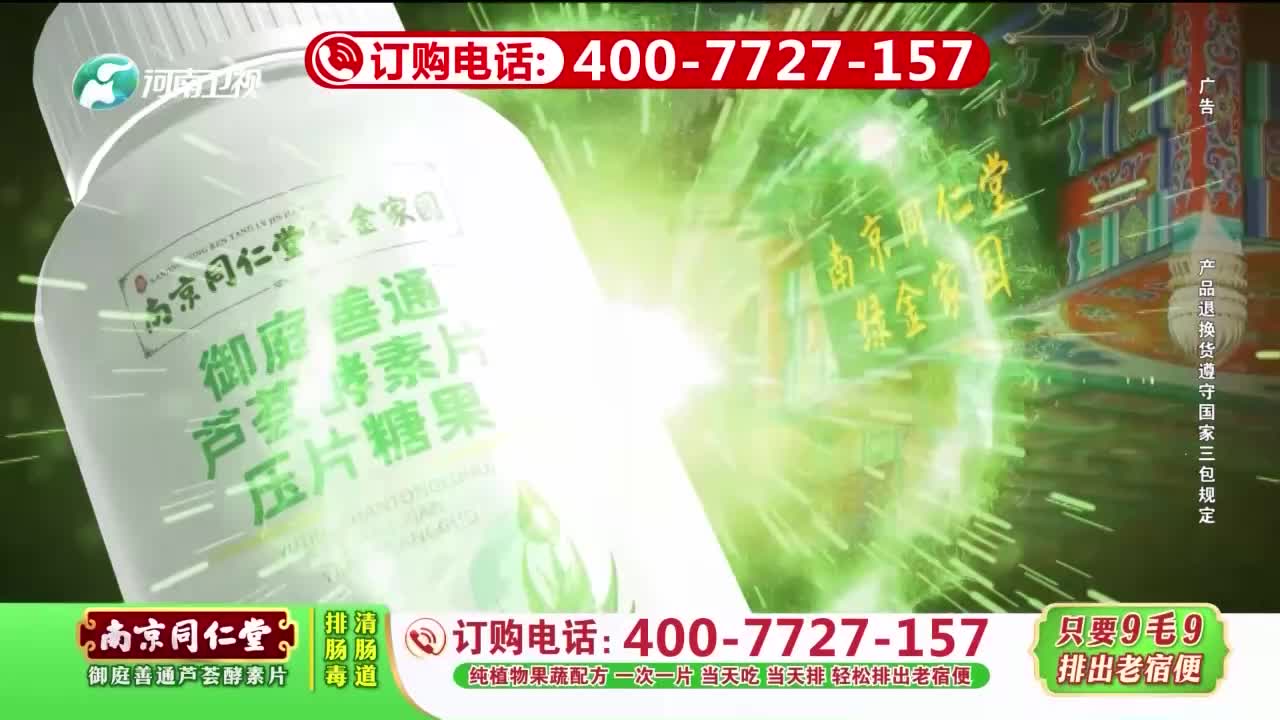 订购电话: 400-7727-157
河南卫视
广告
产品退换货遵守国家三包规定
南京同仁堂
绿金家园
南京同仁堂绿金家园
御庭善通
芦荟酵素片
压片糖果
南京同仁堂
御庭善通芦荟酵素片
清肠道
排肠毒
订购电话: 400-7727-157
纯植物果蔬配方 一次一片 当天吃 当天排 轻松排出老宿便
只要9毛9
排出老宿便